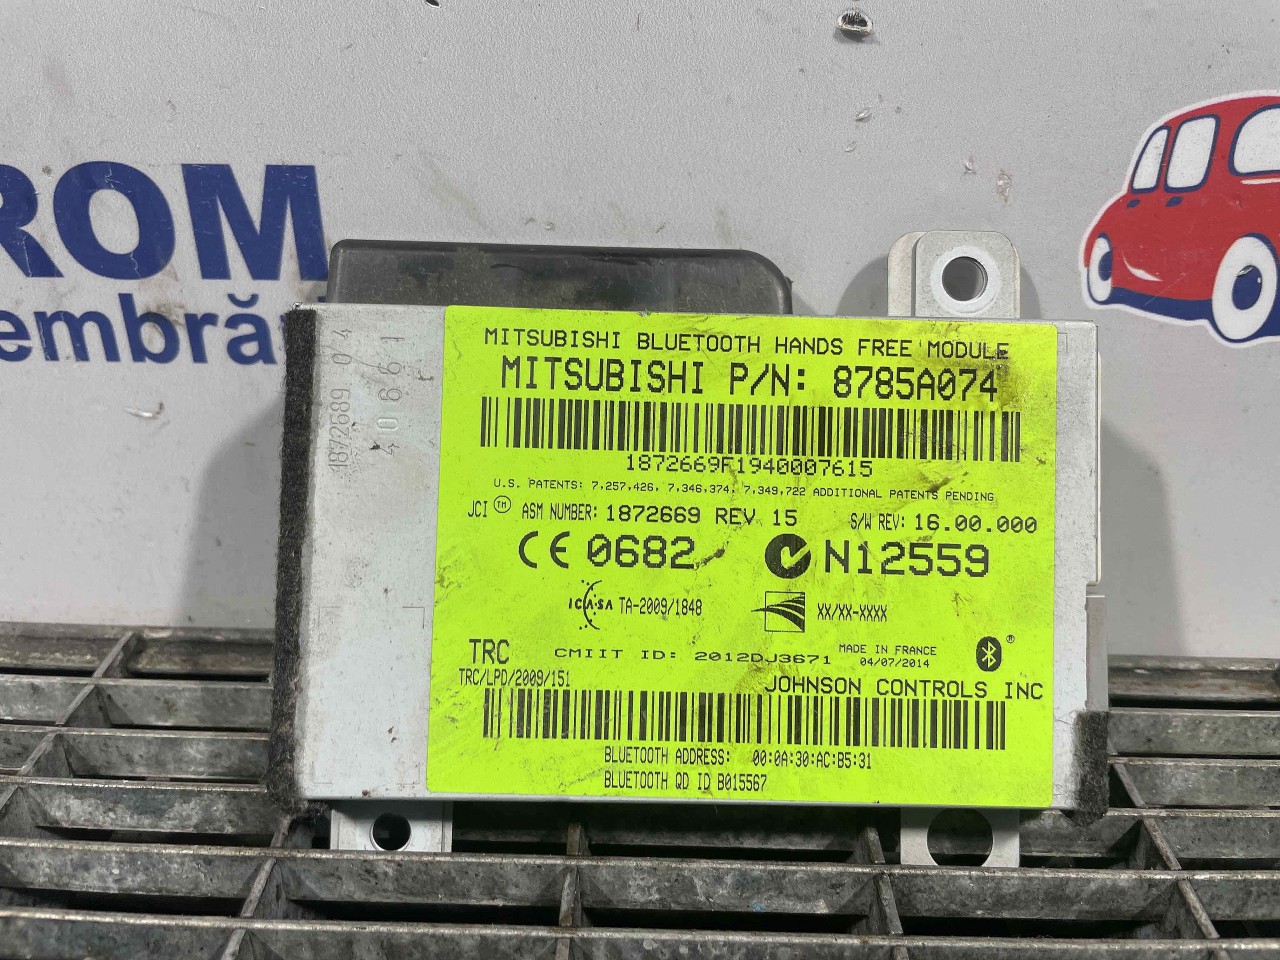 ROM
embră
1872689 04
40661
MITSUBISHI BLUETOOTH HANDS FREE MODULE
MITSUBISHI P/N: 8785A074
1872669F1940007615
U.S. PATENTS: 7,257,426, 7,346,374, 7,349,722 ADDITIONAL PATENTS PENDING
JCI TM ASM NUMBER: 1872669 REV 15 S/W REV: 16.00.000
CE 0682 N12559
ICASA TA-2009/1848 XX/XX-XXXX
TRC CMIIT ID: 2012DJ3671 MADE IN FRANCE
04/07/2014 ®
TRC/LPD/2009/151 JOHNSON CONTROLS INC
BLUETOOTH ADDRESS: 00:0A:30:AC:B5:31
BLUETOOTH QD ID B015567